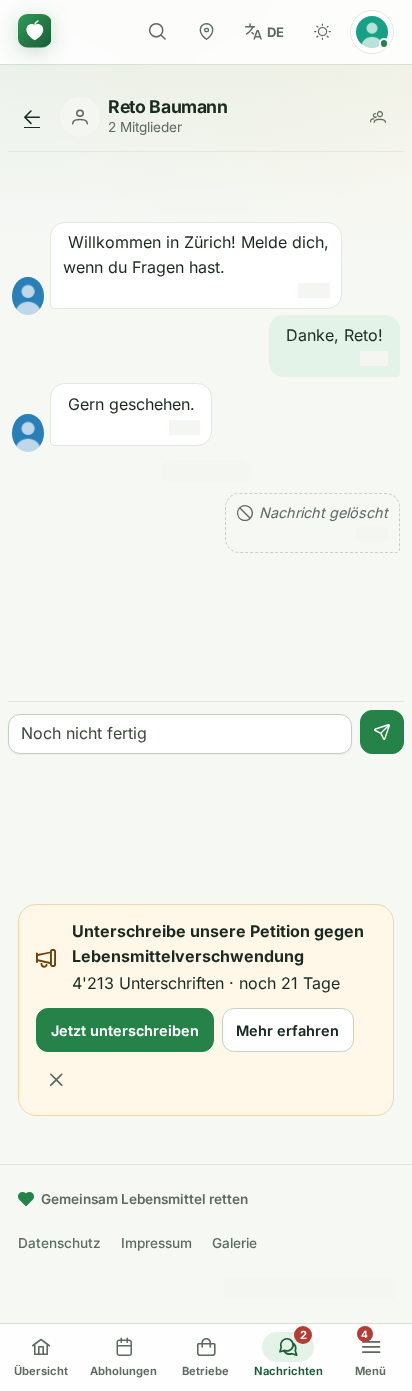 DE
Reto Baumann
2 Mitglieder
Willkommen in Zürich! Melde dich,
wenn du Fragen hast.
Danke, Reto!
Gern geschehen.
Nachricht gelöscht
Noch nicht fertig
Unterschreibe unsere Petition gegen
Lebensmittelverschwendung
4'213 Unterschriften · noch 21 Tage
Jetzt unterschreiben
Mehr erfahren
Gemeinsam Lebensmittel retten
Datenschutz Impressum Galerie
2 4
Übersicht Abholungen Betriebe Nachrichten Menü